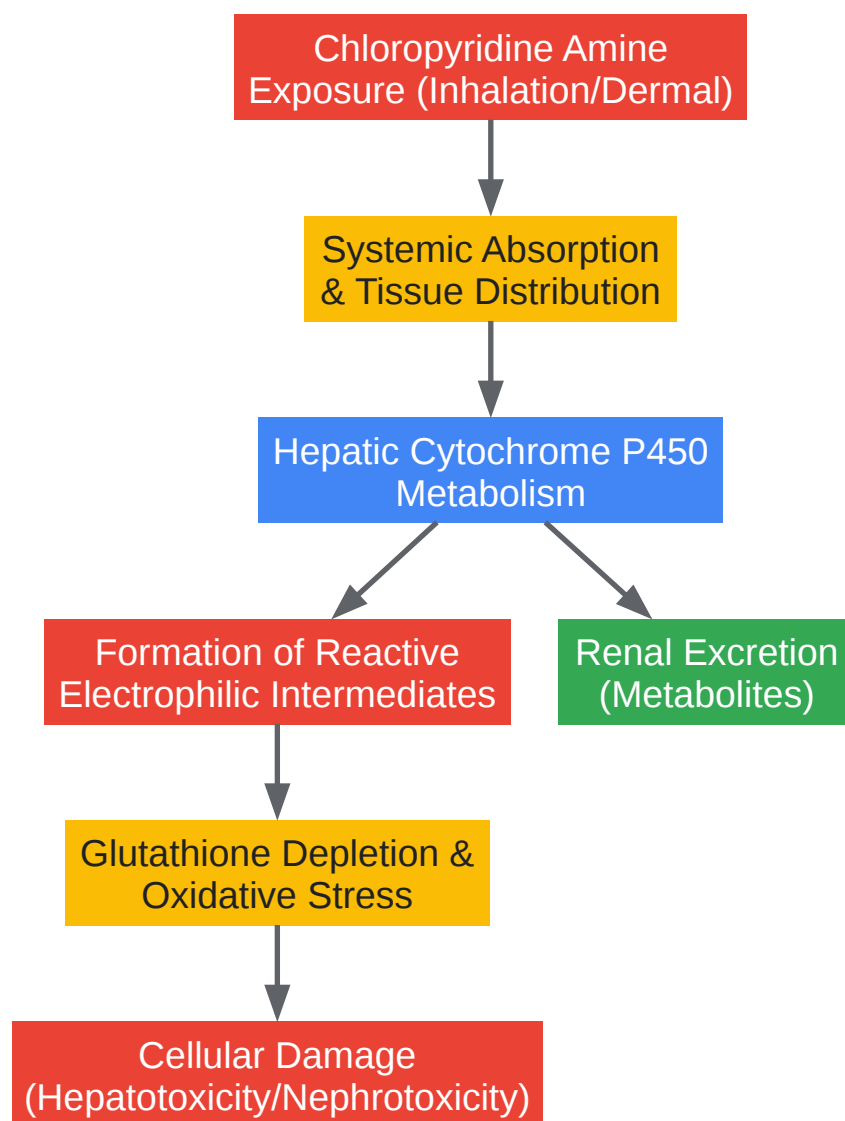 Chloropyridine Amine
Exposure (Inhalation/Dermal)
Systemic Absorption
& Tissue Distribution
Hepatic Cytochrome P450
Metabolism
Formation of Reactive
Electrophilic Intermediates
Renal Excretion
(Metabolites)
Glutathione Depletion &
Oxidative Stress
Cellular Damage
(Hepatotoxicity/Nephrotoxicity)